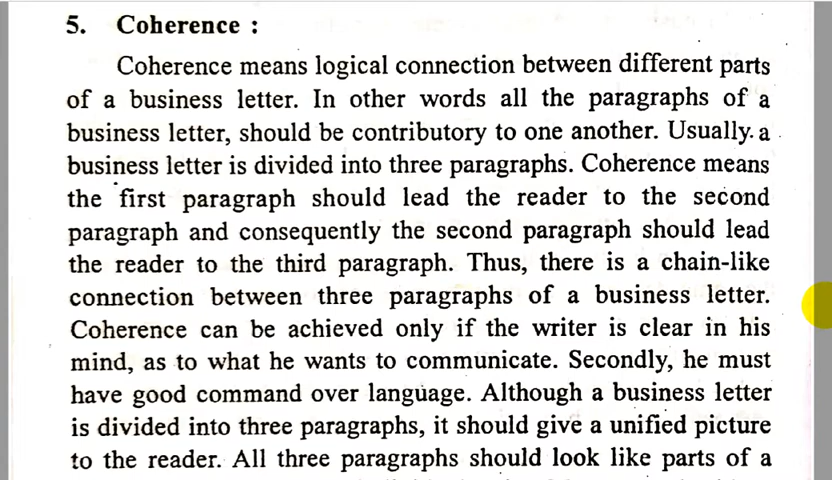 5. Coherence :
Coherence means logical connection between different parts
of a business letter. In other words all the paragraphs of a
business letter, should be contributory to one another. Usually a
business letter is divided into three paragraphs. Coherence means
the first paragraph should lead the reader to the second
paragraph and consequently the second paragraph should lead
the reader to the third paragraph. Thus, there is a chain-like
connection between three paragraphs of a business letter.
Coherence can be achieved only if the writer is clear in his
mind, as to what he wants to communicate. Secondly, he must
have good command over language. Although a business letter
is divided into three paragraphs, it should give a unified picture
to the reader. All three paragraphs should look like parts of a